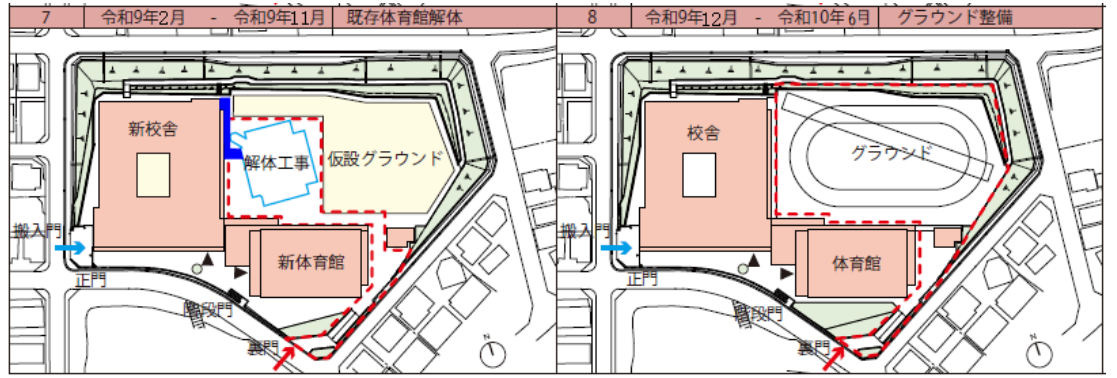 7 令和9年2月 - 令和9年11月 既存体育館解体
新校舎
解体工事
仮設グラウンド
搬入門
新体育館
正門
階段門
裏門
N
8 令和9年12月 - 令和10年6月 グラウンド整備
校舎
グラウンド
搬入門
体育館
正門
階段門
裏門
N